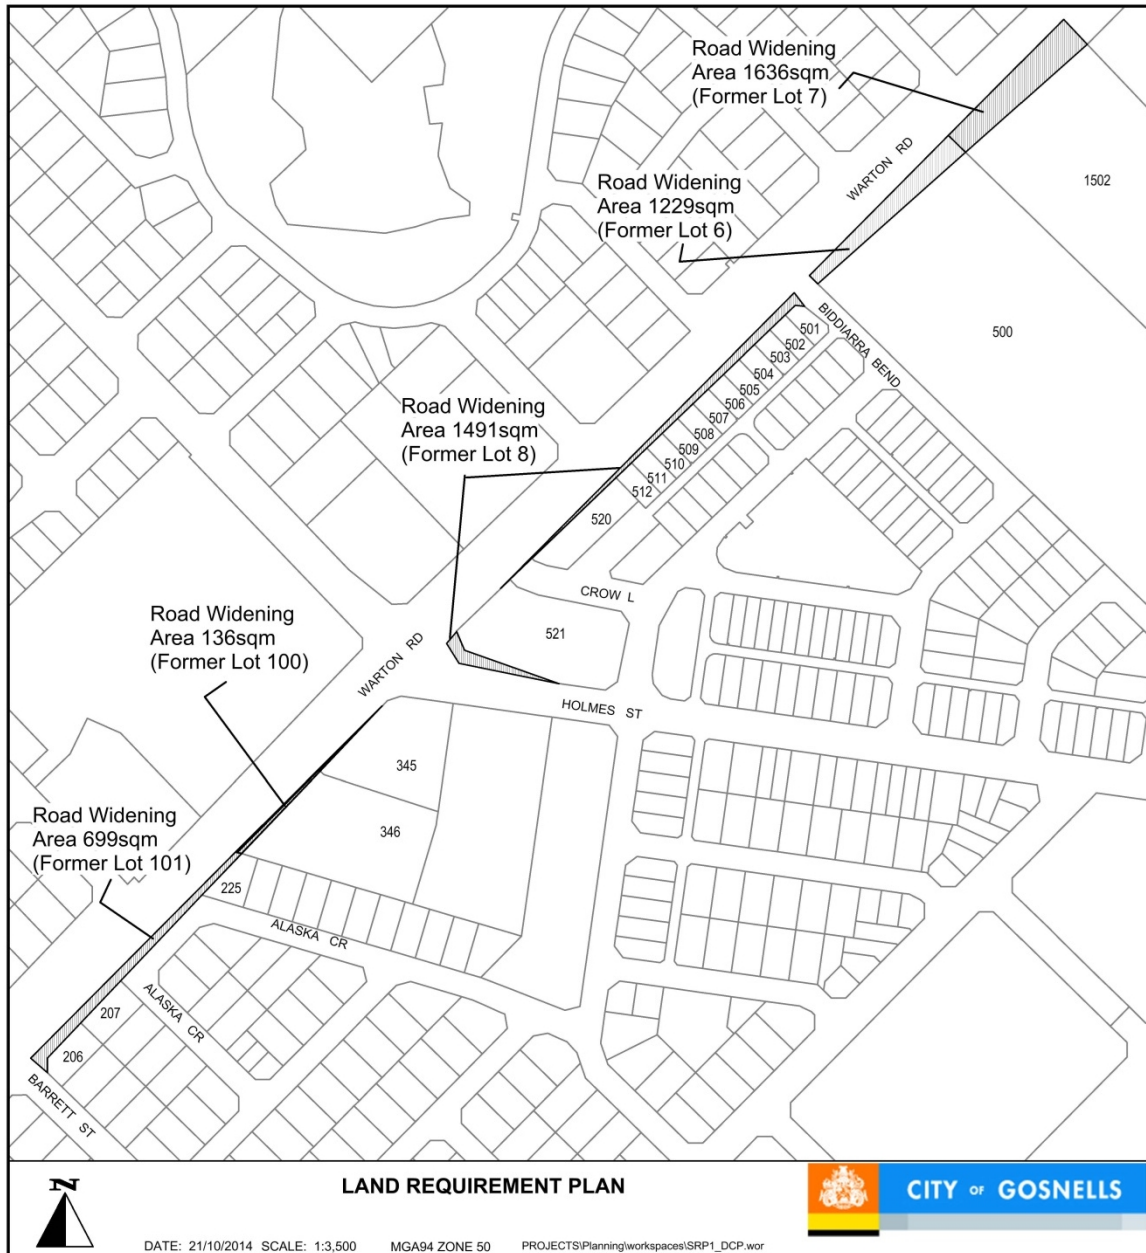 Road Widening
Area 1636sqm
(Former Lot 7)
WARTON RD
1502
Road Widening
Area 1229sqm
(Former Lot 6)
500
BIDDIARRA BEND
501
502
503
504
505
506
507
508
509
510
511
512
520
Road Widening
Area 1491sqm
(Former Lot 8)
CROW L
521
Road Widening
Area 136sqm
(Former Lot 100)
WARTON RD
HOLMES ST
345
346
Road Widening
Area 699sqm
(Former Lot 101)
225
ALASKA CR
ALASKA CR
207
206
BARRETT ST
N
LAND REQUIREMENT PLAN
CITY OF GOSNELLS
DATE: 21/10/2014 SCALE: 1:3,500 MGA94 ZONE 50 PROJECTS\Planning\workspaces\SRP1_DCP.wor